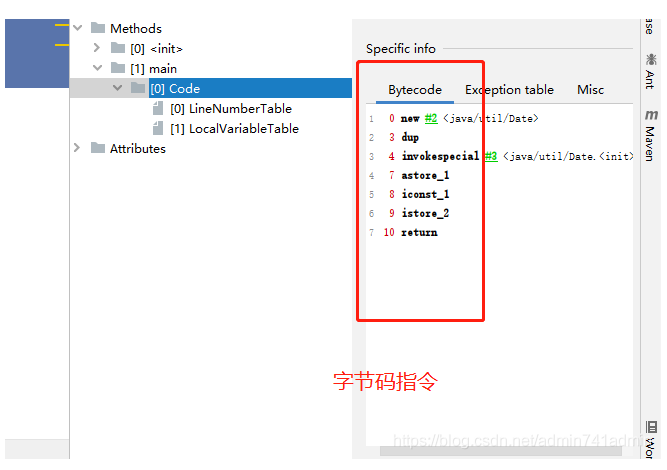 Methods
[0] <init>
[1] main
[0] Code
[0] LineNumberTable
[1] LocalVariableTable
Attributes
Specific info
Bytecode Exception table Misc
1 0 new #2 <java/util/Date>
2 3 dup
3 4 invokespecial #3 <java/util/Date.<init>
4 7 astore_1
5 8 iconst_1
6 9 istore_2
7 10 return
字节码指令
Ant
m Maven
https://blog.csdn.net/admin741admin